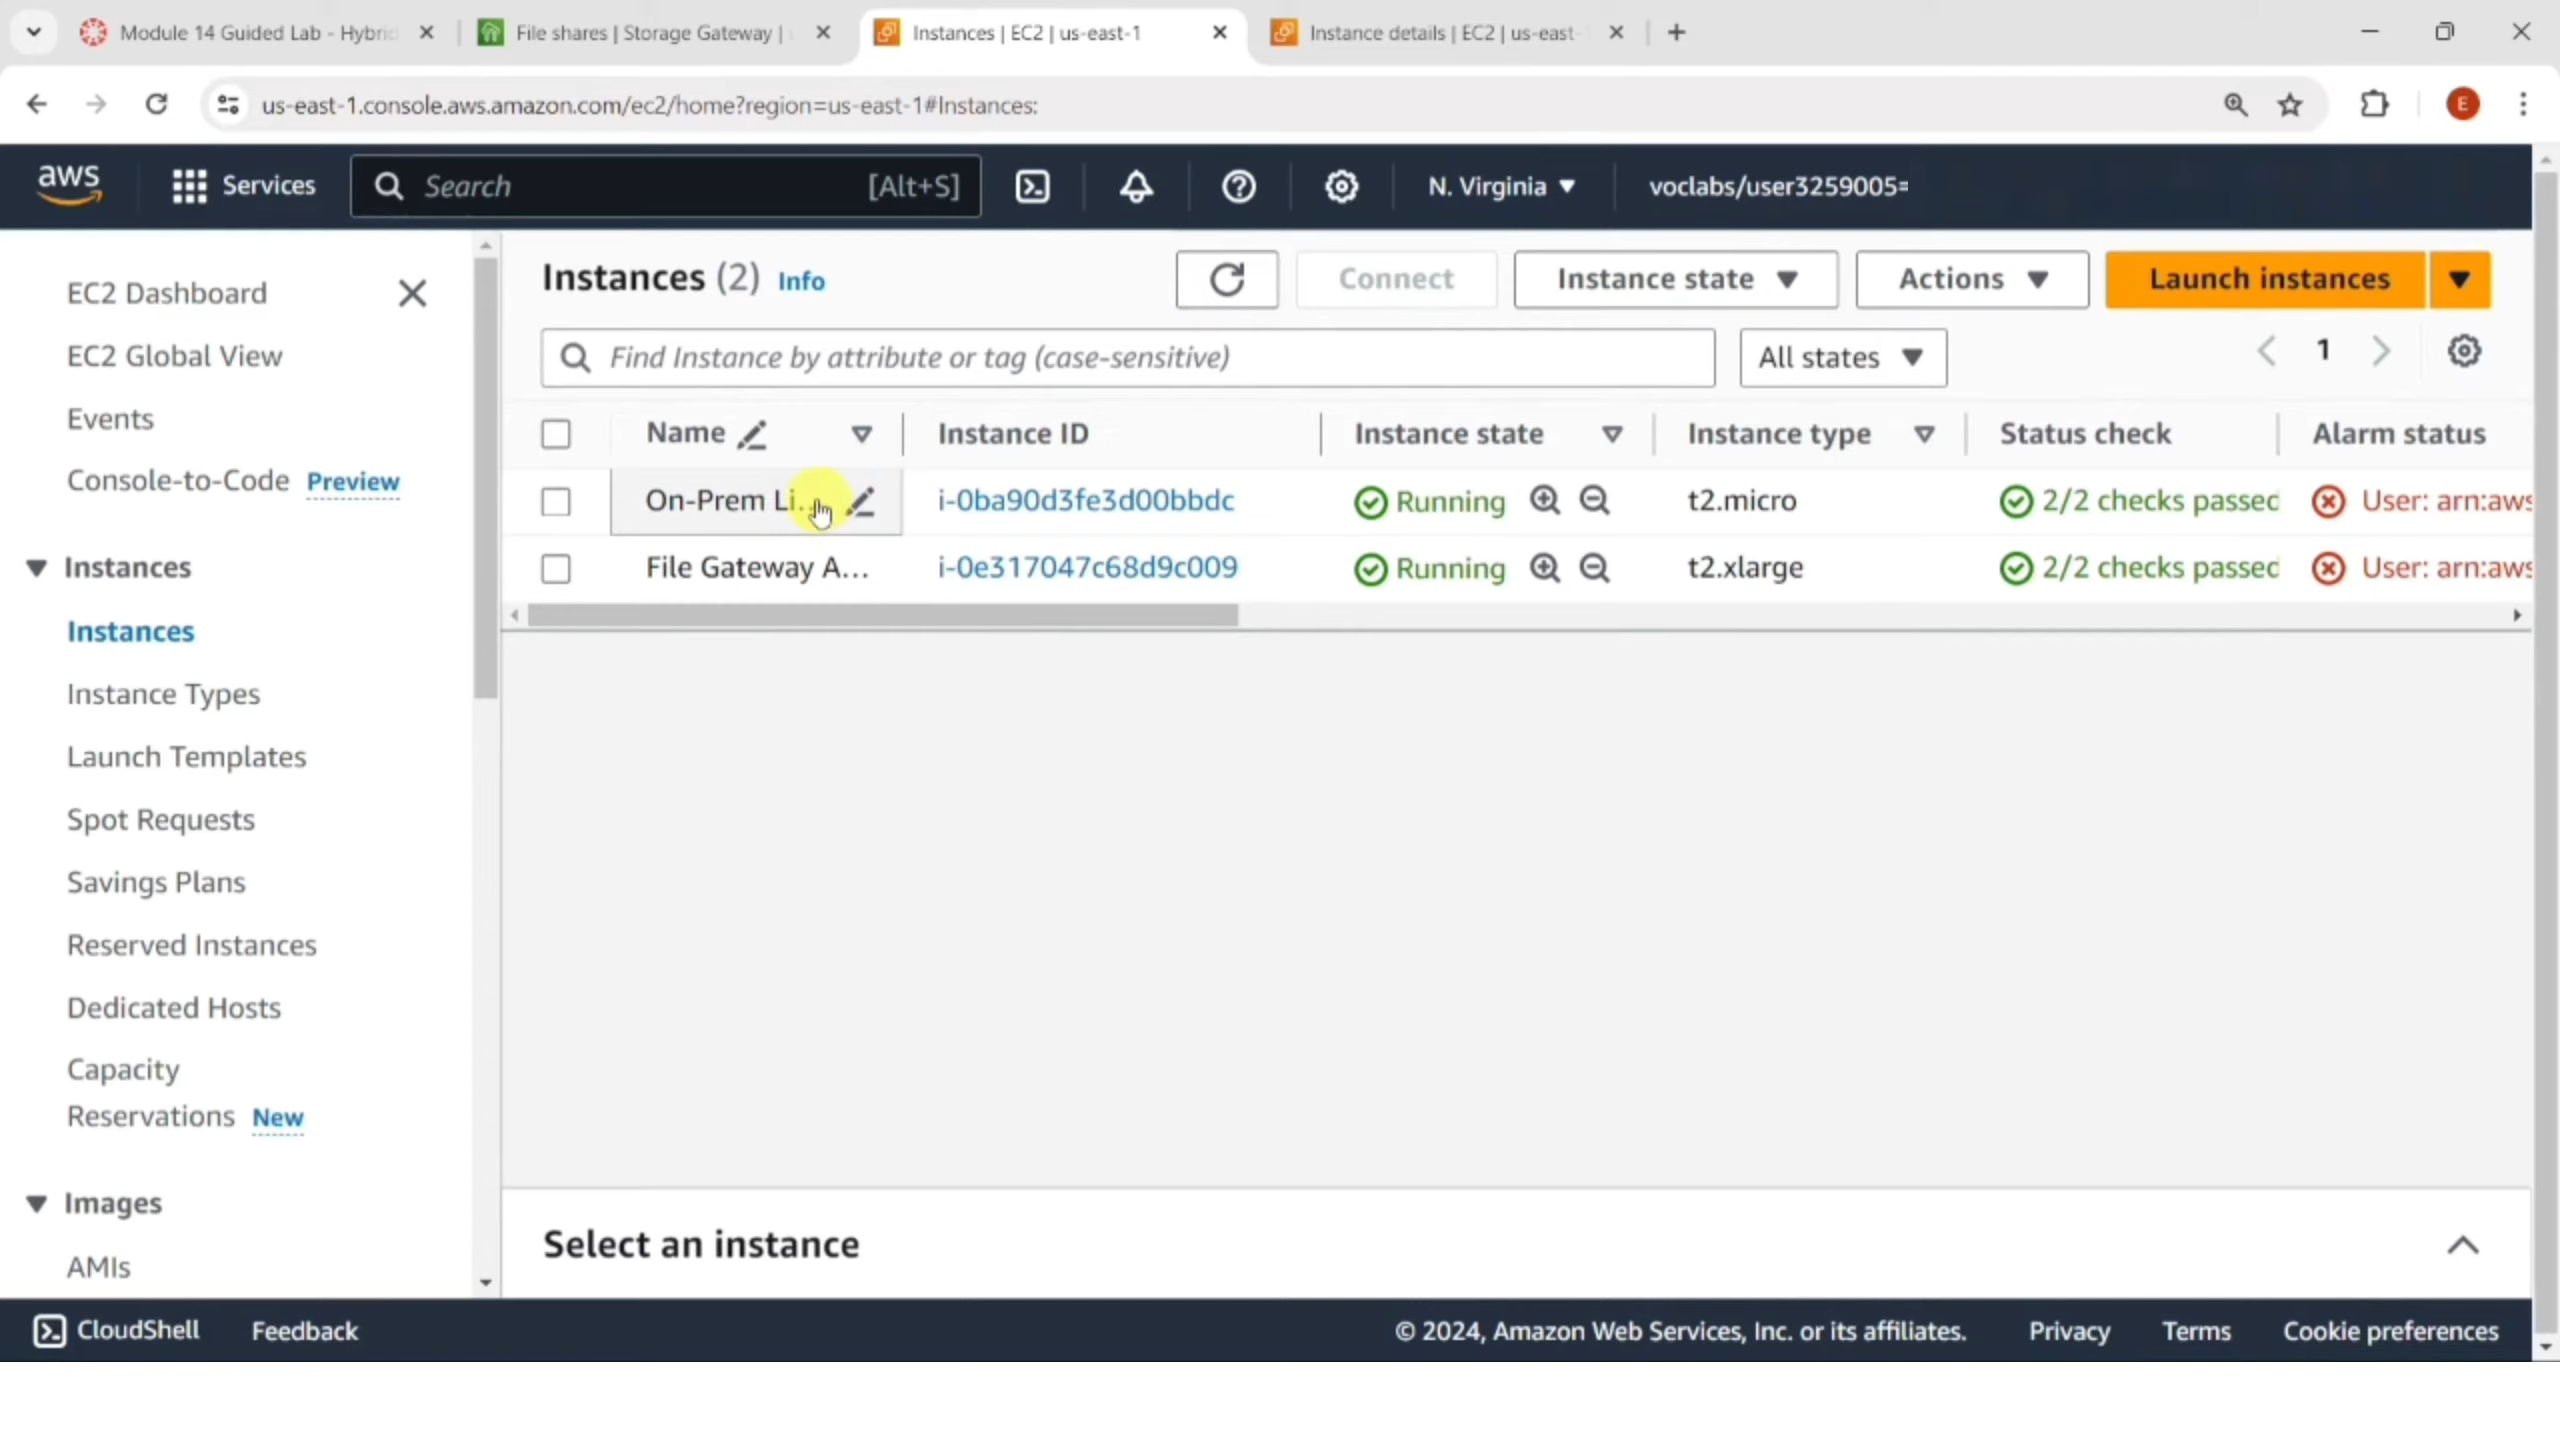 Module 14 Guided Lab - Hybrid
File shares | Storage Gateway |
Instances | EC2 | us-east-1
Instance details | EC2 | us-east-
us-east-1.console.aws.amazon.com/ec2/home?region=us-east-1#Instances:
E
aws
Services
Search
[Alt+S]
N. Virginia
voclabs/user3259005=
EC2 Dashboard
EC2 Global View
Events
Console-to-Code Preview
Instances
Instances
Instance Types
Launch Templates
Spot Requests
Savings Plans
Reserved Instances
Dedicated Hosts
Capacity
Reservations New
Images
AMIs
Instances (2) Info
Connect
Instance state
Actions
Launch instances
Find Instance by attribute or tag (case-sensitive)
All states
1
Name Instance ID Instance state Instance type Status check Alarm status
On-Prem Li... i-0ba90d3fe3d00bbdc Running t2.micro 2/2 checks passed User: arn:aws
File Gateway A... i-0e317047c68d9c009 Running t2.xlarge 2/2 checks passed User: arn:aws
Select an instance
CloudShell
Feedback
© 2024, Amazon Web Services, Inc. or its affiliates.
Privacy
Terms
Cookie preferences